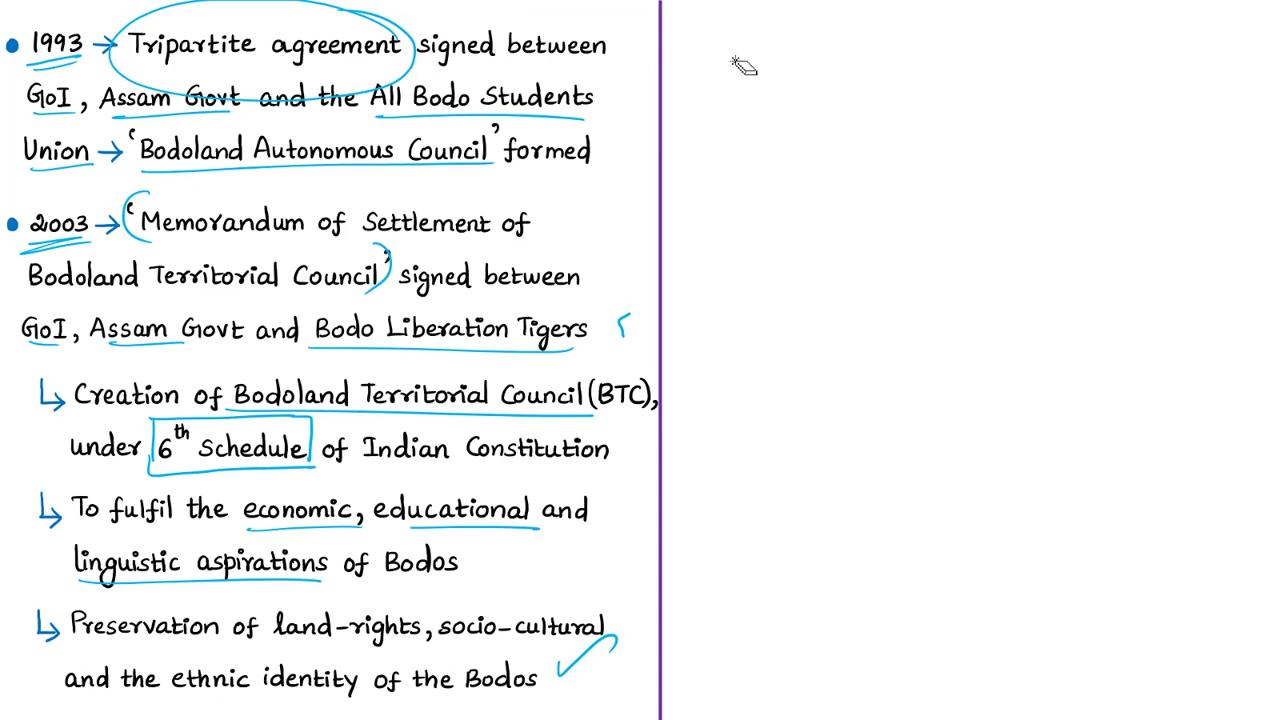 • 1993 → Tripartite agreement signed between
GoI, Assam Govt and the All Bodo Students
Union → 'Bodoland Autonomous Council' formed
• 2003 → 'Memorandum of Settlement of
Bodoland Territorial Council' signed between
GoI, Assam Govt and Bodo Liberation Tigers
↳ Creation of Bodoland Territorial Council (BTC),
under 6th Schedule of Indian Constitution
↳ To fulfil the economic, educational and
linguistic aspirations of Bodos
↳ Preservation of land-rights, socio-cultural
and the ethnic identity of the Bodos